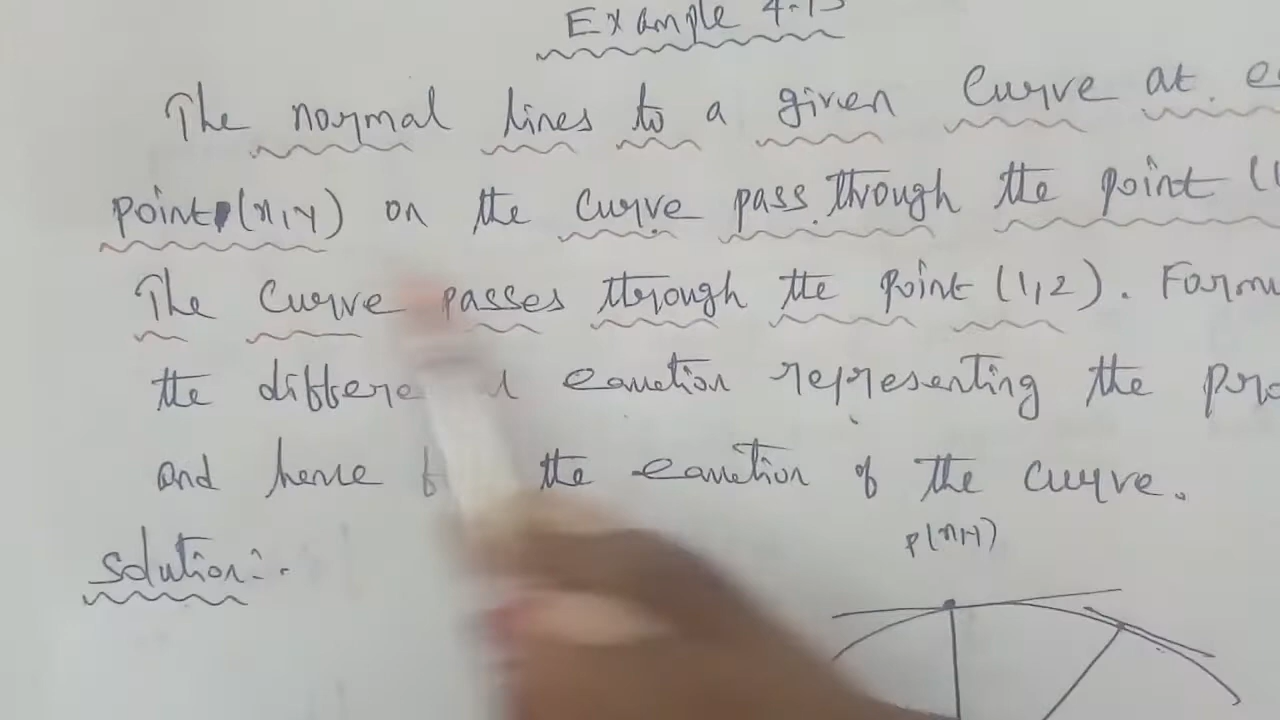 Example 4.15
The normal lines to a given Curve at
point P(x,y) on the Curve pass through the point (1
The Curve passes through the point (1,2). Formu
the differe equation representing the pro
and hence the equation of the curve.
P(x,y)
Solution:-